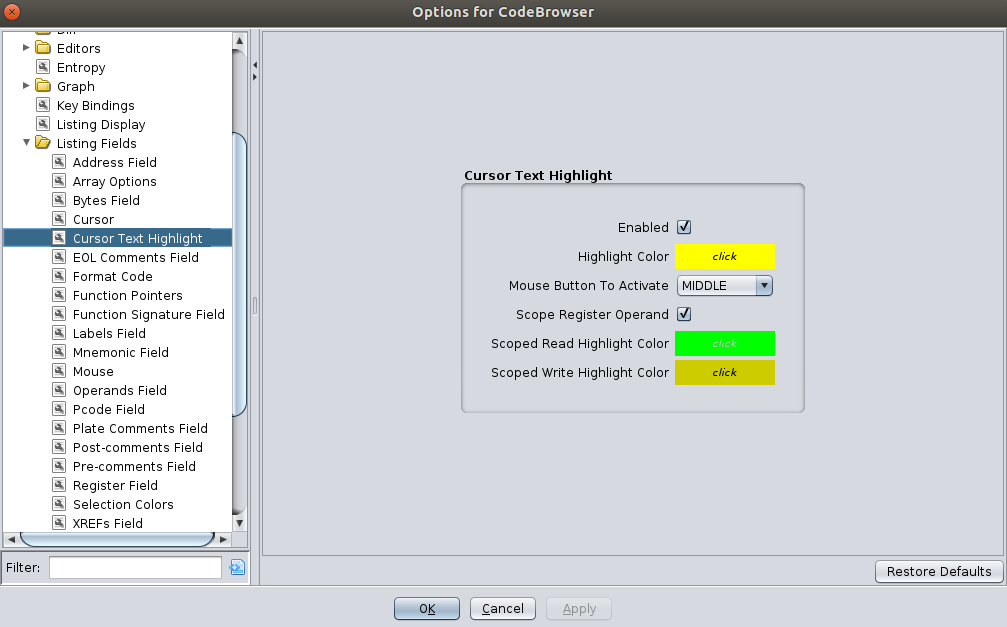 Options for CodeBrowser
Editors
Entropy
Graph
Key Bindings
Listing Display
Listing Fields
Address Field
Array Options
Bytes Field
Cursor
Cursor Text Highlight
EOL Comments Field
Format Code
Function Pointers
Function Signature Field
Labels Field
Mnemonic Field
Mouse
Operands Field
Pcode Field
Plate Comments Field
Post-comments Field
Pre-comments Field
Register Field
Selection Colors
XREFs Field
Filter:
Cursor Text Highlight
Enabled
Highlight Color click
Mouse Button To Activate MIDDLE
Scope Register Operand
Scoped Read Highlight Color click
Scoped Write Highlight Color click
Restore Defaults
OK Cancel Apply